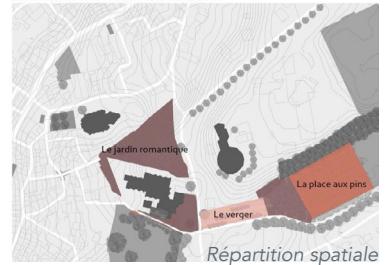 Le jardin romantique
La place aux pins
Le verger
Répartition spatiale